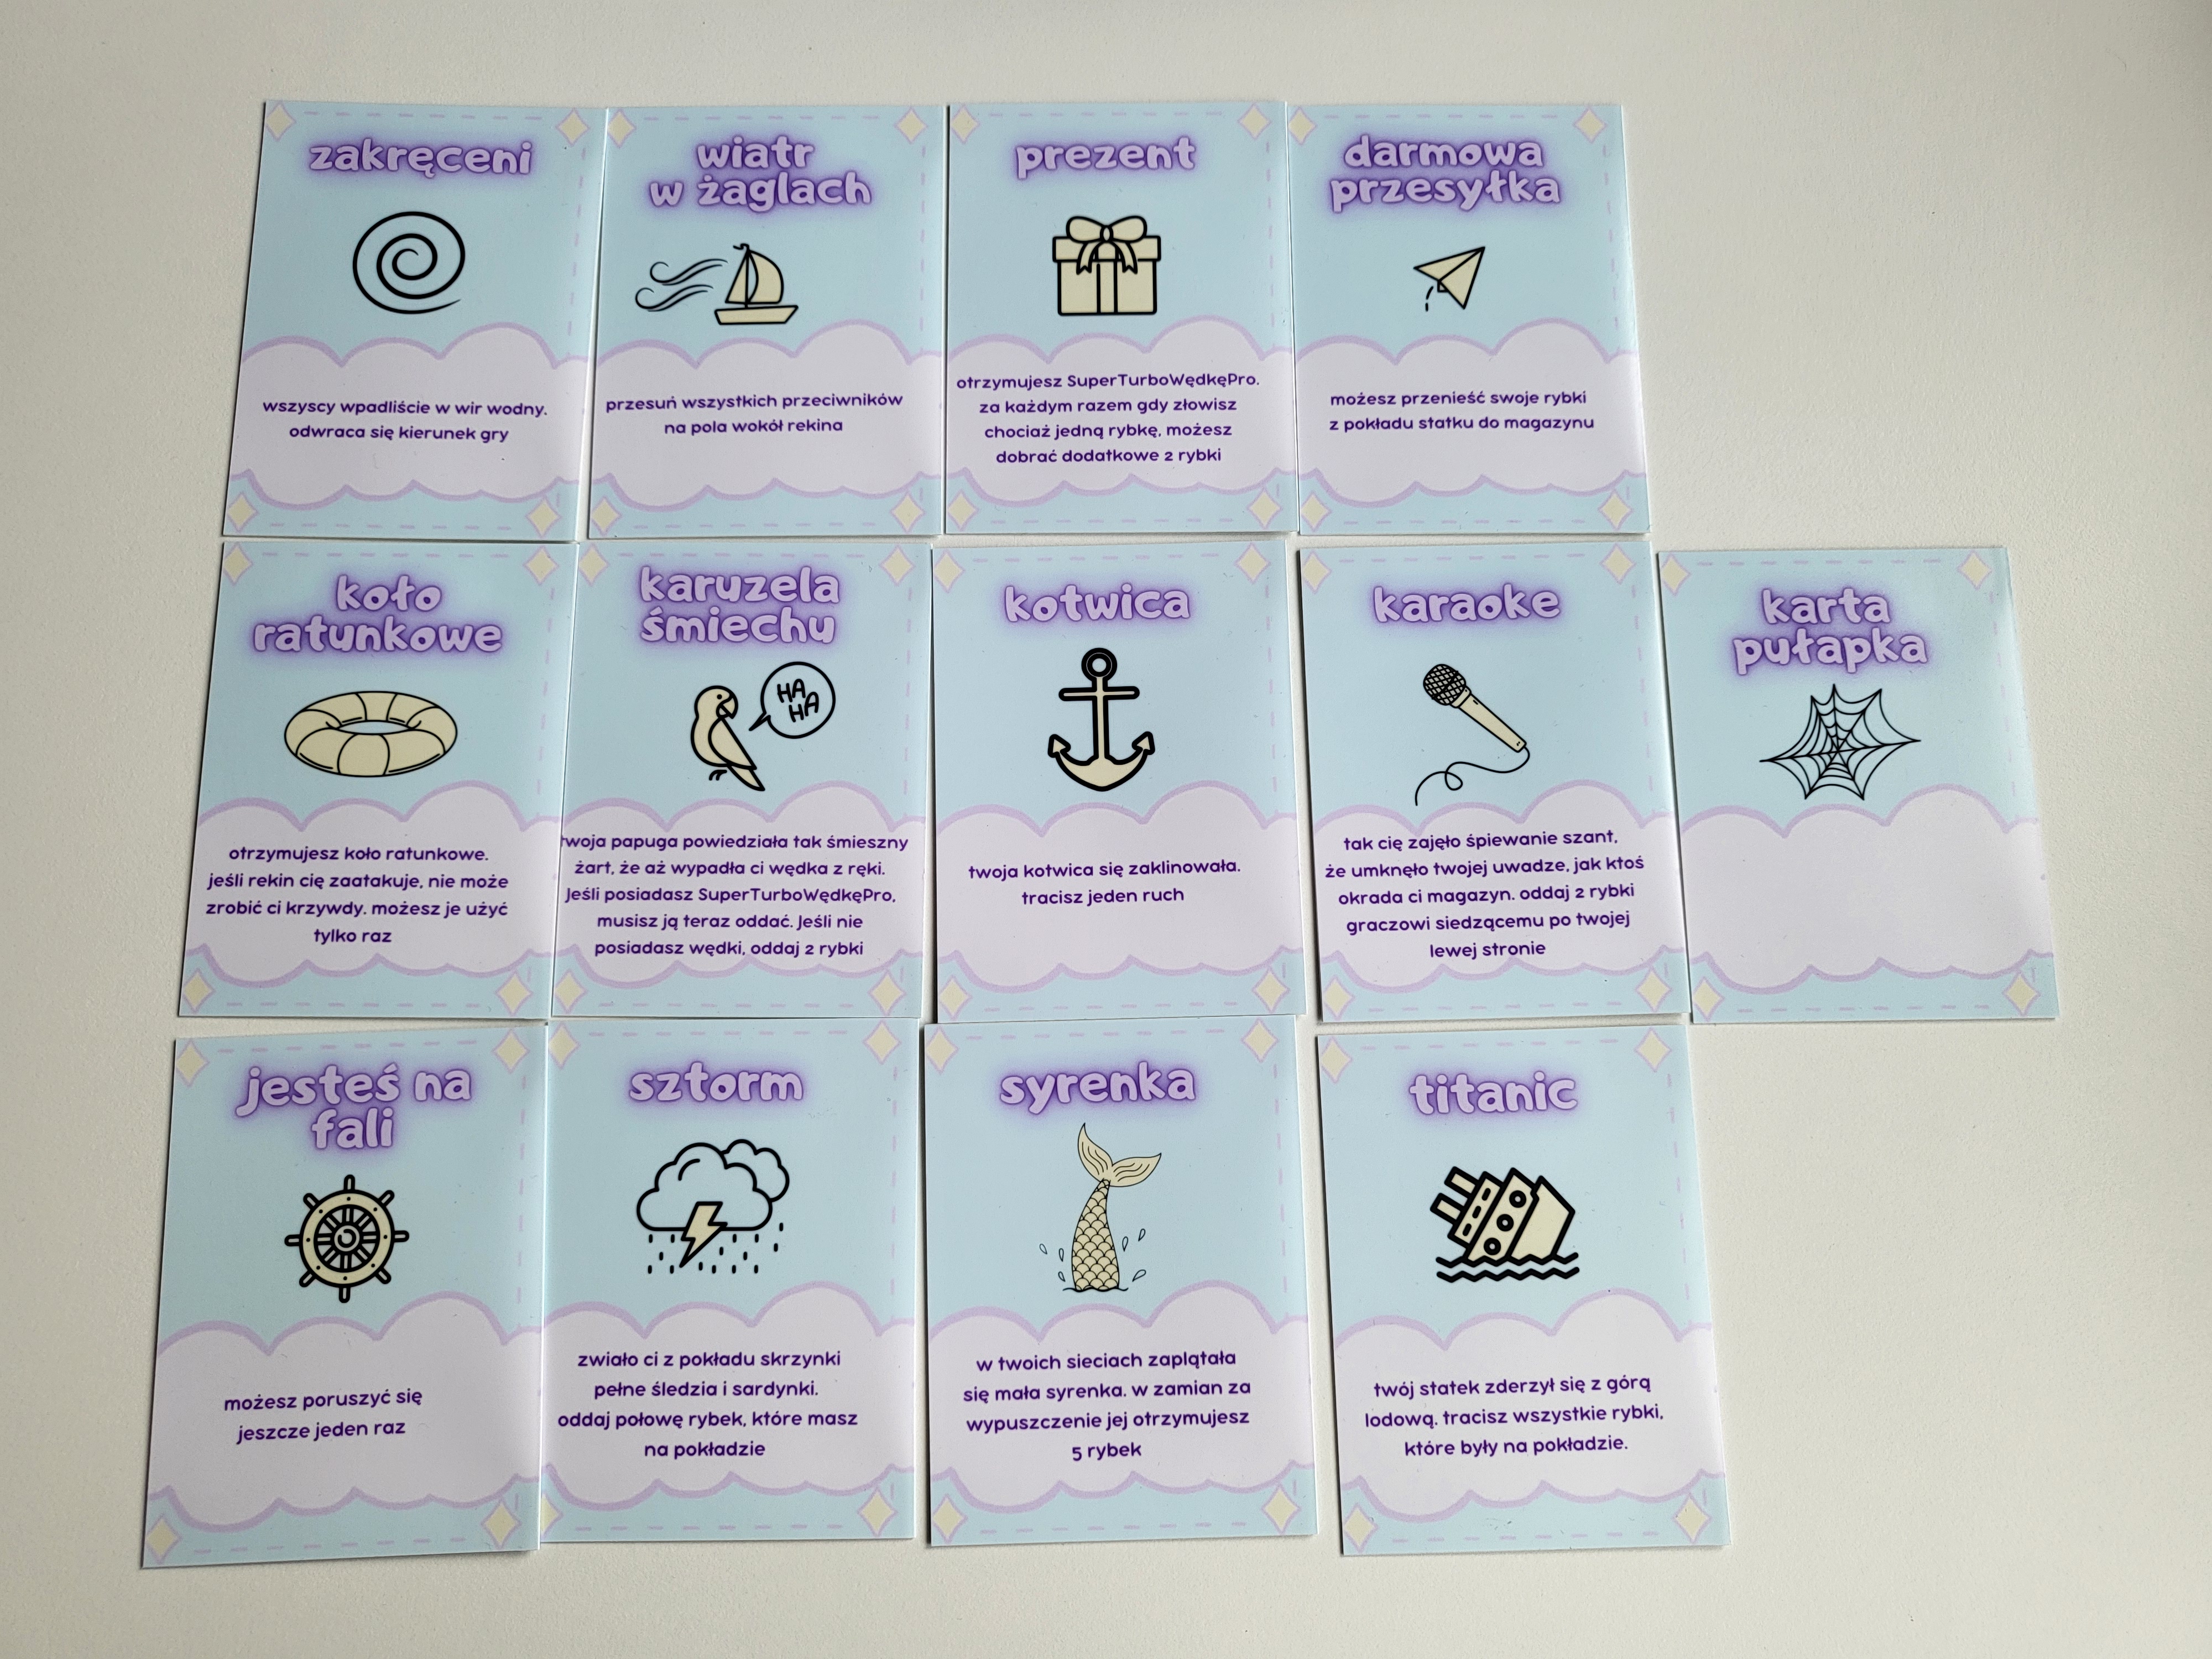 zakręceni
wszyscy wpadliście w wir wodny.
odwraca się kierunek gry
wiatr
w żaglach
przesuń wszystkich przeciwników
na pola wokół rekina
prezent
otrzymujesz SuperTurboWędkęPro.
za każdym razem gdy złowisz
chociaż jedną rybkę, możesz
dobrać dodatkowe 2 rybki
darmowa
przesyłka
możesz przenieść swoje rybki
z pokładu statku do magazynu
koło
ratunkowe
otrzymujesz koło ratunkowe.
jeśli rekin cię zaatakuje, nie może
zrobić ci krzywdy. możesz je użyć
tylko raz
karuzela
śmiechu
HA
HA
twoja papuga powiedziała tak śmieszny
żart, że aż wypadła ci wędka z ręki.
Jeśli posiadasz SuperTurboWędkęPro,
musisz ją teraz oddać. Jeśli nie
posiadasz wędki, oddaj 2 rybki
kotwica
twoja kotwica się zaklinowała.
tracisz jeden ruch
karaoke
tak cię zajęło śpiewanie szant,
że umknęło twojej uwadze, jak ktoś
okrada ci magazyn. oddaj 2 rybki
graczowi siedzącemu po twojej
lewej stronie
karta
pułapka
jesteś na
fali
możesz poruszyć się
jeszcze jeden raz
sztorm
zwiało ci z pokładu skrzynki
pełne śledzia i sardynki.
oddaj połowę rybek, które masz
na pokładzie
syrenka
w twoich sieciach zaplątała
się mała syrenka. w zamian za
wypuszczenie jej otrzymujesz
5 rybek
titanic
twój statek zderzył się z górą
lodową. tracisz wszystkie rybki,
które były na pokładzie.